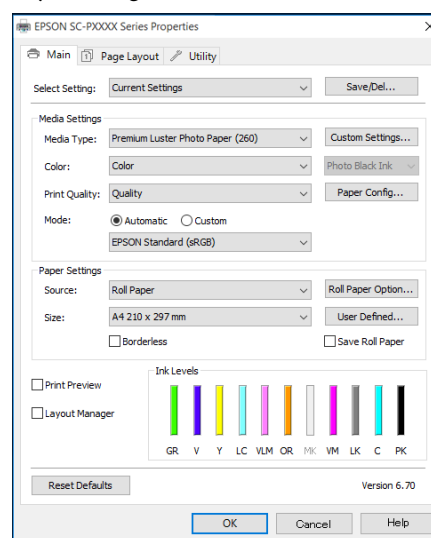 EPSON SC-PXXXX Series Properties
Main Page Layout Utility
Select Setting: Current Settings Save/Del...
Media Settings
Media Type: Premium Luster Photo Paper (260) Custom Settings...
Color: Color Photo Black Ink
Print Quality: Quality Paper Config...
Mode: Automatic Custom
EPSON Standard (sRGB)
Paper Settings
Source: Roll Paper Roll Paper Option...
Size: A4 210 x 297 mm User Defined...
Borderless Save Roll Paper
Ink Levels
Print Preview
Layout Manager
GR V Y LC VLM OR MK VM LK C PK
Reset Defaults Version 6.70
OK Cancel Help